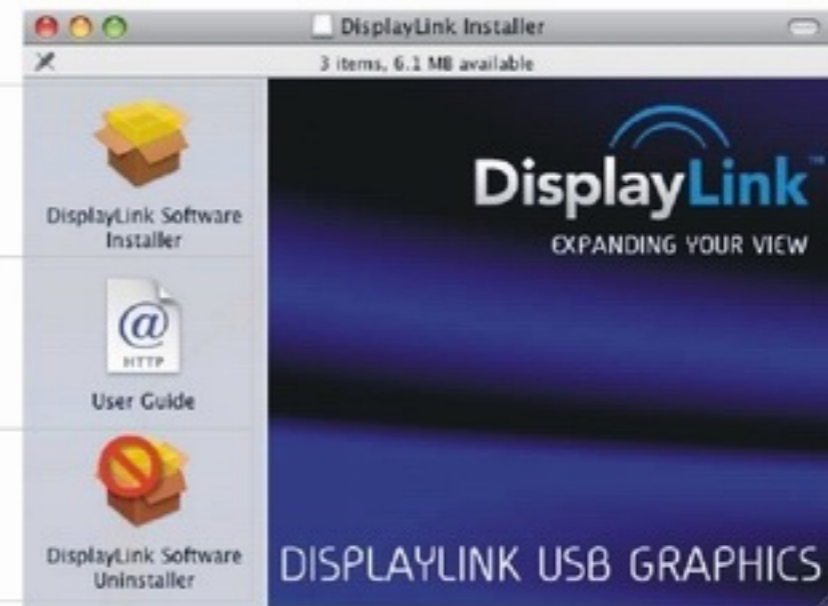 DisplayLink Installer
3 items, 6.1 MB available
DisplayLink Software
Installer
HTTP
User Guide
DisplayLink Software
Uninstaller
DisplayLink™
EXPANDING YOUR VIEW
DISPLAYLINK USB GRAPHICS